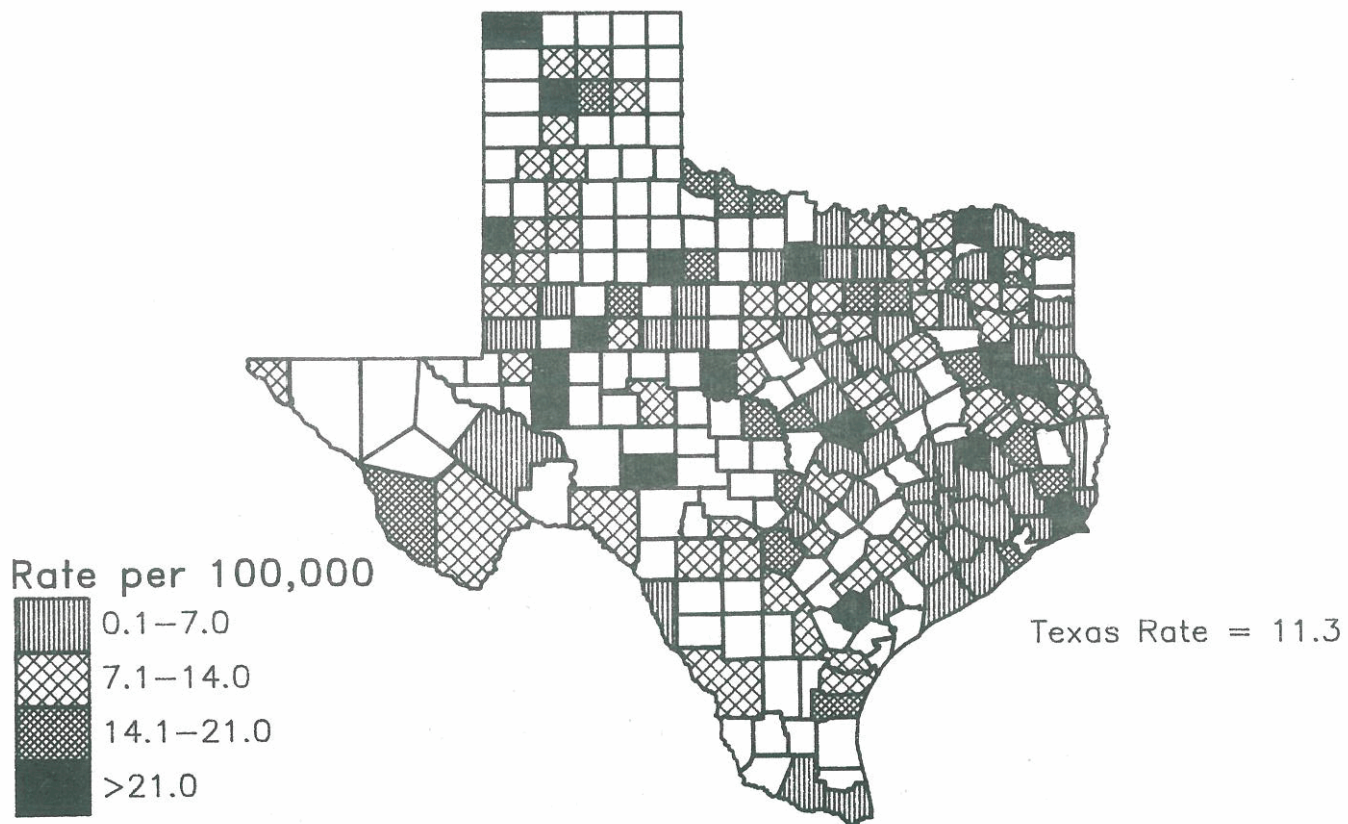 Rate per 100,000
0.1–7.0
7.1–14.0
14.1–21.0
>21.0
Texas Rate = 11.3